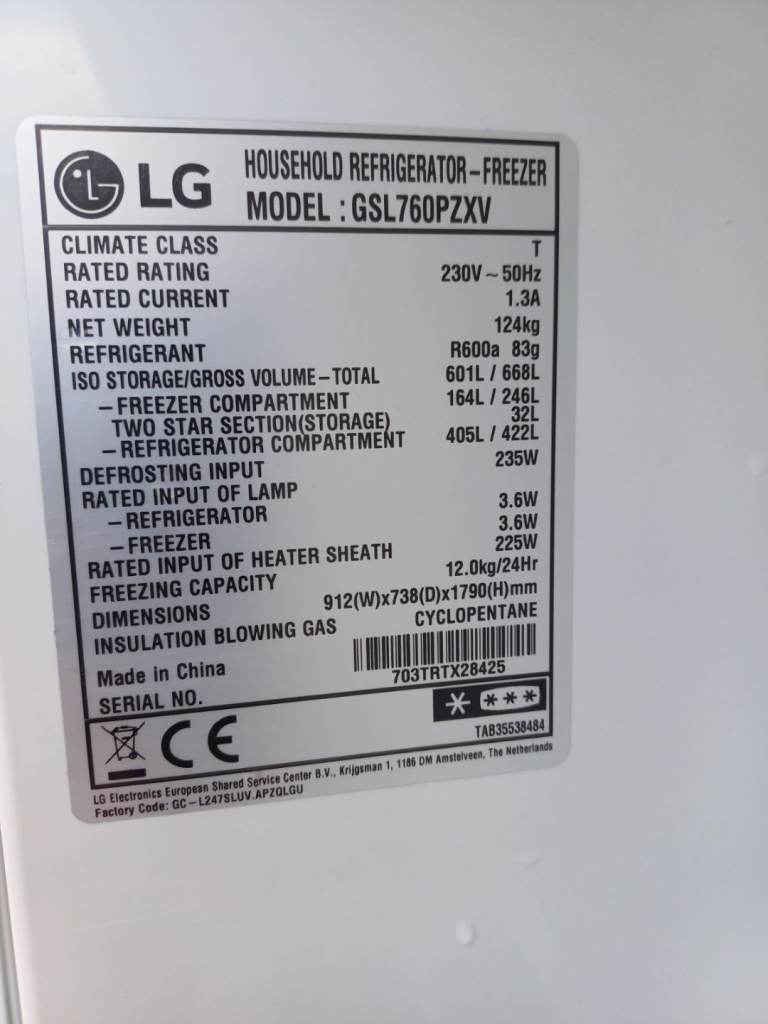 LG HOUSEHOLD REFRIGERATOR-FREEZER
MODEL : GSL760PZXV
CLIMATE CLASS T
RATED RATING 230V ~ 50Hz
RATED CURRENT 1.3A
NET WEIGHT 124kg
REFRIGERANT R600a 83g
ISO STORAGE/GROSS VOLUME-TOTAL 601L / 668L
-FREEZER COMPARTMENT 164L / 246L
TWO STAR SECTION(STORAGE) 32L
-REFRIGERATOR COMPARTMENT 405L / 422L
DEFROSTING INPUT 235W
RATED INPUT OF LAMP
-REFRIGERATOR 3.6W
-FREEZER 3.6W
RATED INPUT OF HEATER SHEATH 225W
FREEZING CAPACITY 12.0kg/24Hr
DIMENSIONS 912(W)x738(D)x1790(H)mm
INSULATION BLOWING GAS CYCLOPENTANE
Made in China
SERIAL NO. 703TRTX28425
CE TAB35538484
LG Electronics European Shared Service Center B.V., Krijgsman 1, 1186 DM Amstelveen, The Netherlands
Factory Code: GC-L247SLUV.APZQLGU